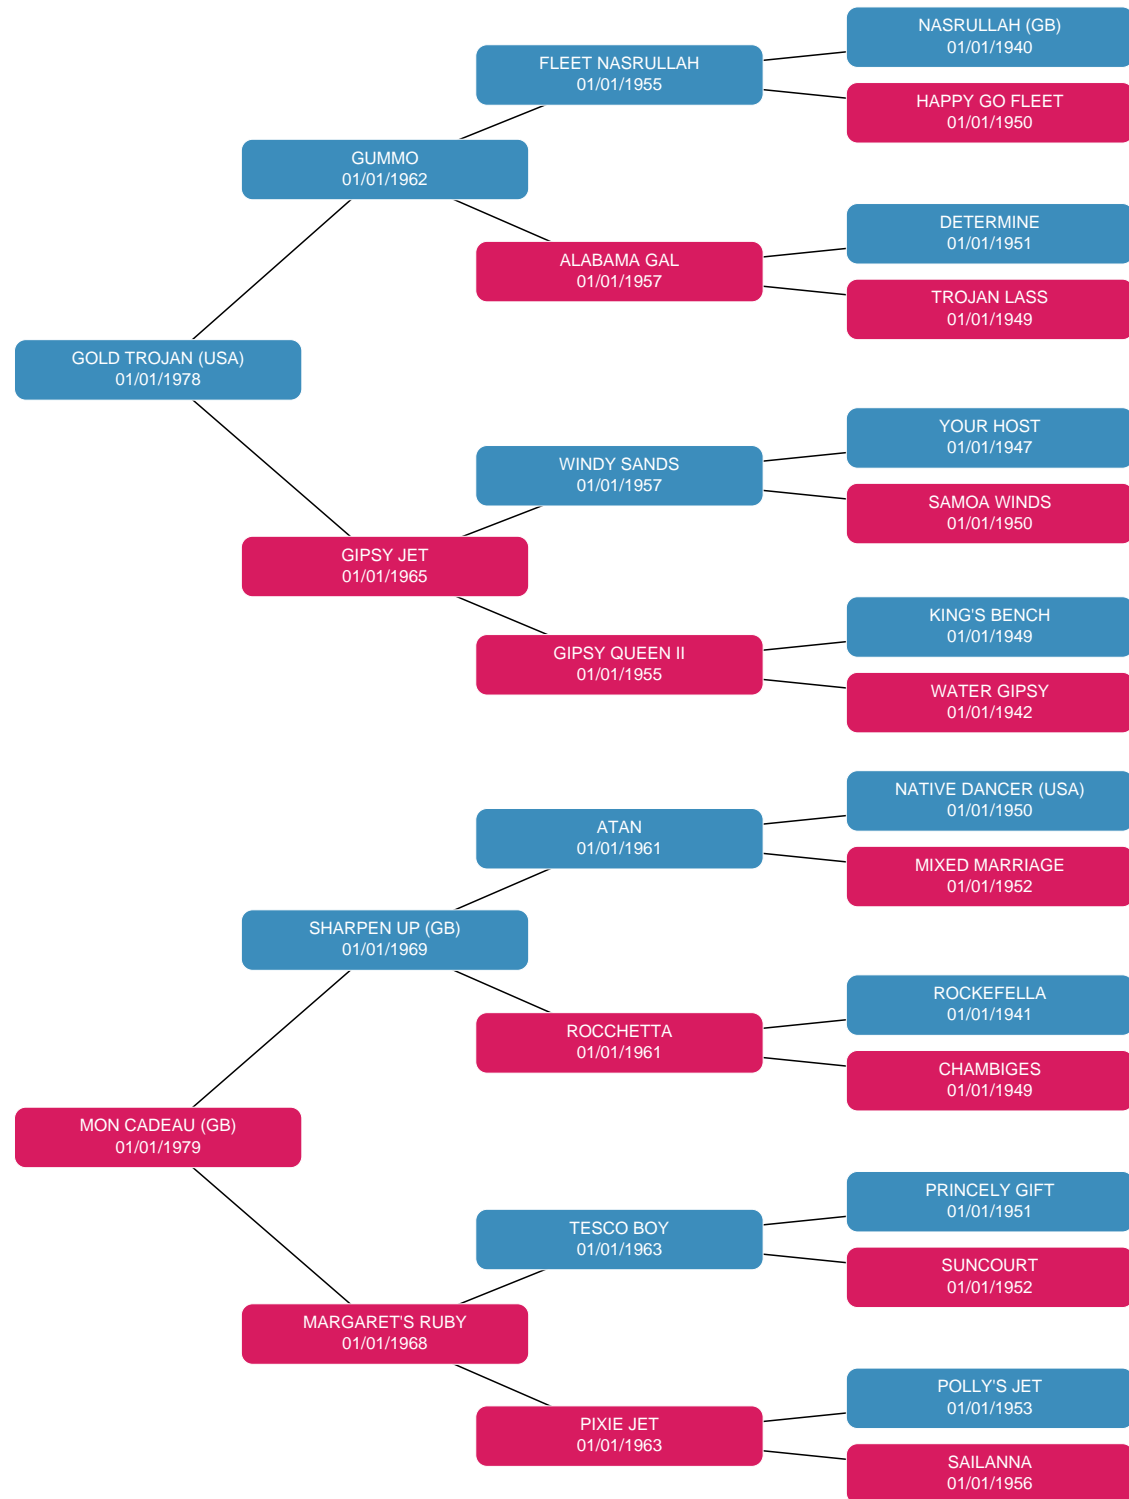 NASRULLAH (GB)
01/01/1940
FLEET NASRULLAH
01/01/1955
HAPPY GO FLEET
01/01/1950
GUMMO
01/01/1962
DETERMINE
01/01/1951
ALABAMA GAL
01/01/1957
TROJAN LASS
01/01/1949
GOLD TROJAN (USA)
01/01/1978
YOUR HOST
01/01/1947
WINDY SANDS
01/01/1957
SAMOA WINDS
01/01/1950
GIPSY JET
01/01/1965
KING'S BENCH
01/01/1949
GIPSY QUEEN II
01/01/1955
WATER GIPSY
01/01/1942
NATIVE DANCER (USA)
01/01/1950
ATAN
01/01/1961
MIXED MARRIAGE
01/01/1952
SHARPEN UP (GB)
01/01/1969
ROCKEFELLA
01/01/1941
ROCCHETTA
01/01/1961
CHAMBIGES
01/01/1949
MON CADEAU (GB)
01/01/1979
PRINCELY GIFT
01/01/1951
TESCO BOY
01/01/1963
SUNCOURT
01/01/1952
MARGARET'S RUBY
01/01/1968
POLLY'S JET
01/01/1953
PIXIE JET
01/01/1963
SAILANNA
01/01/1956